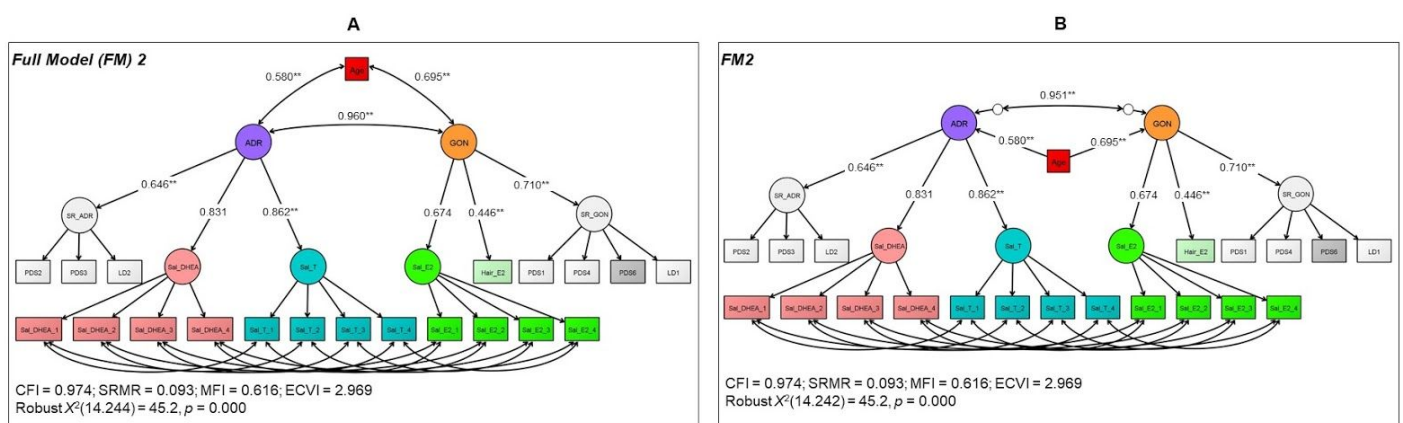 A
Full Model (FM) 2
Age
0.580**
0.695**
0.960**
ADR
GON
0.646**
0.831
0.862**
0.674
0.446**
0.710**
SR_ADR
SR_GON
Sal_DHEA
Sal_T
Sal_E2
PDS2
PDS3
LD2
Hair_E2
PDS1
PDS4
PDS6
LD1
Sal_DHEA_1
Sal_DHEA_2
Sal_DHEA_3
Sal_DHEA_4
Sal_T_1
Sal_T_2
Sal_T_3
Sal_T_4
Sal_E2_1
Sal_E2_2
Sal_E2_3
Sal_E2_4
CFI = 0.974; SRMR = 0.093; MFI = 0.616; ECVI = 2.969
Robust X²(14.244) = 45.2, p = 0.000
B
FM2
0.951**
ADR
GON
0.580**
0.695**
Age
0.646**
0.831
0.862**
0.674
0.446**
0.710**
SR_ADR
SR_GON
PDS2
PDS3
LD2
Sal_DHEA
Sal_T
Sal_E2
Hair_E2
PDS1
PDS4
PDS6
LD1
Sal_DHEA_1
Sal_DHEA_2
Sal_DHEA_3
Sal_DHEA_4
Sal_T_1
Sal_T_2
Sal_T_3
Sal_T_4
Sal_E2_1
Sal_E2_2
Sal_E2_3
Sal_E2_4
CFI = 0.974; SRMR = 0.093; MFI = 0.616; ECVI = 2.969
Robust X²(14.242) = 45.2, p = 0.000